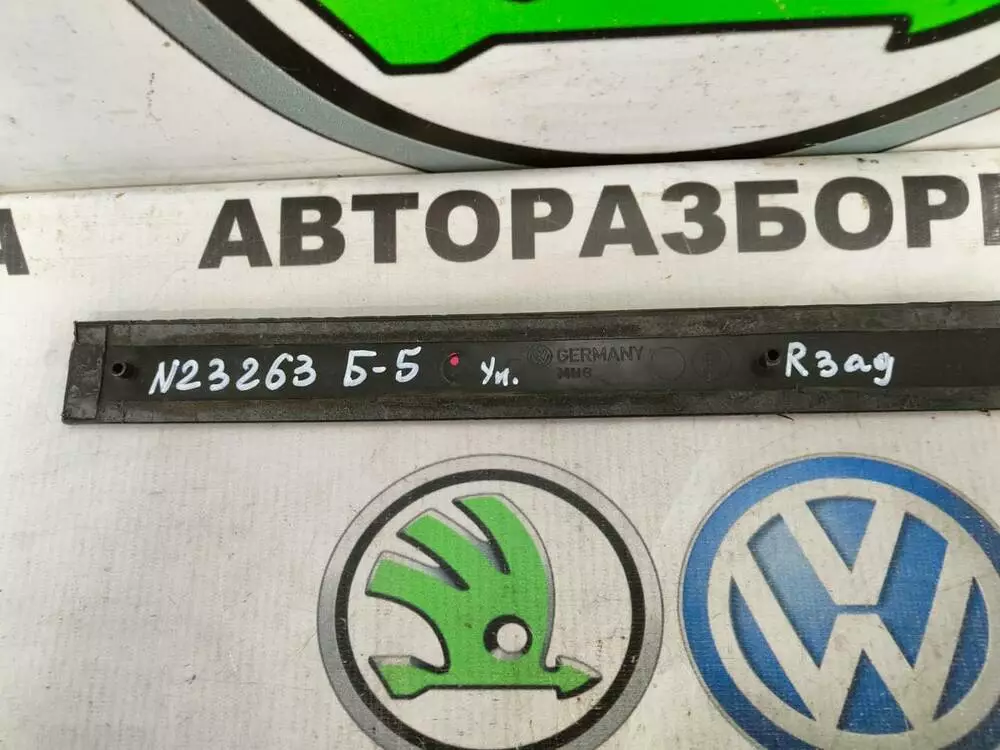 А АВТОРАЗБОР
N23263 Б-5 Уп. GERMANY R зад